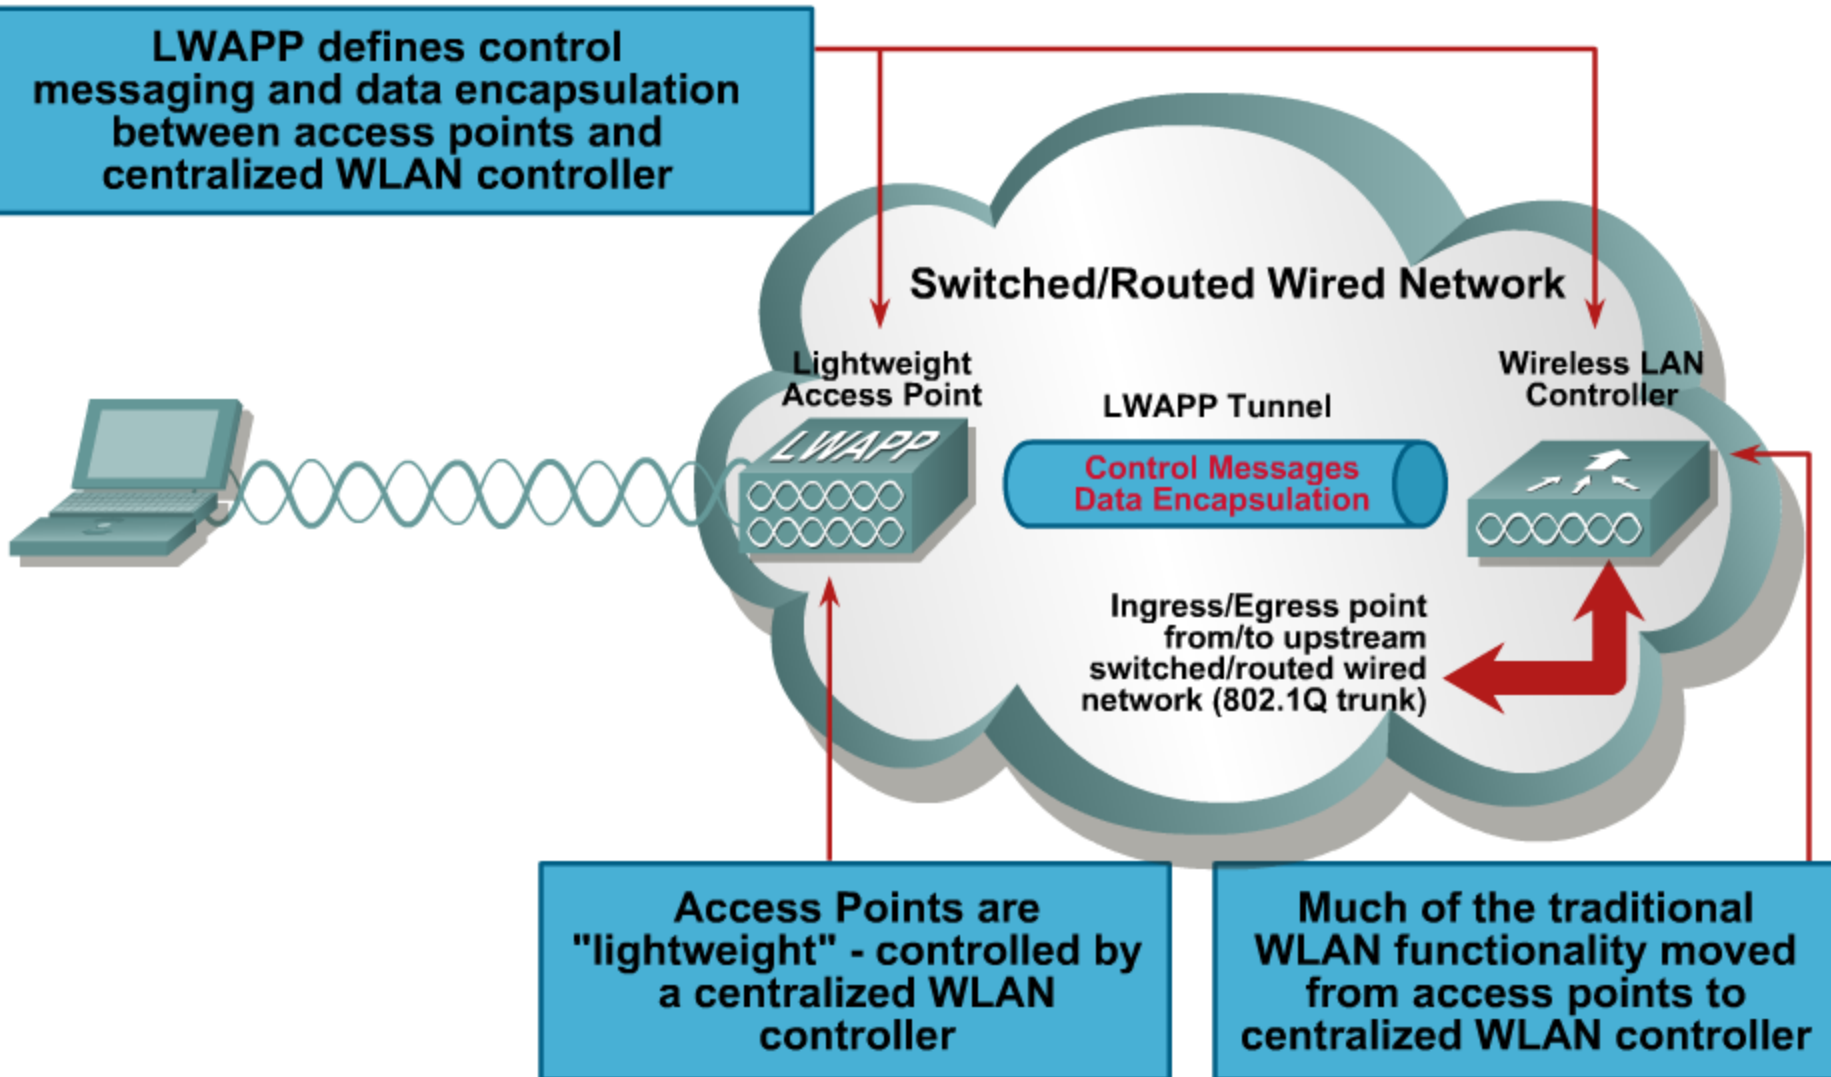 LWAPP defines control
messaging and data encapsulation
between access points and
centralized WLAN controller
Switched/Routed Wired Network
Lightweight
Access Point
LWAPP
LWAPP Tunnel
Control Messages
Data Encapsulation
Wireless LAN
Controller
Ingress/Egress point
from/to upstream
switched/routed wired
network (802.1Q trunk)
Access Points are
"lightweight" - controlled by
a centralized WLAN
controller
Much of the traditional
WLAN functionality moved
from access points to
centralized WLAN controller